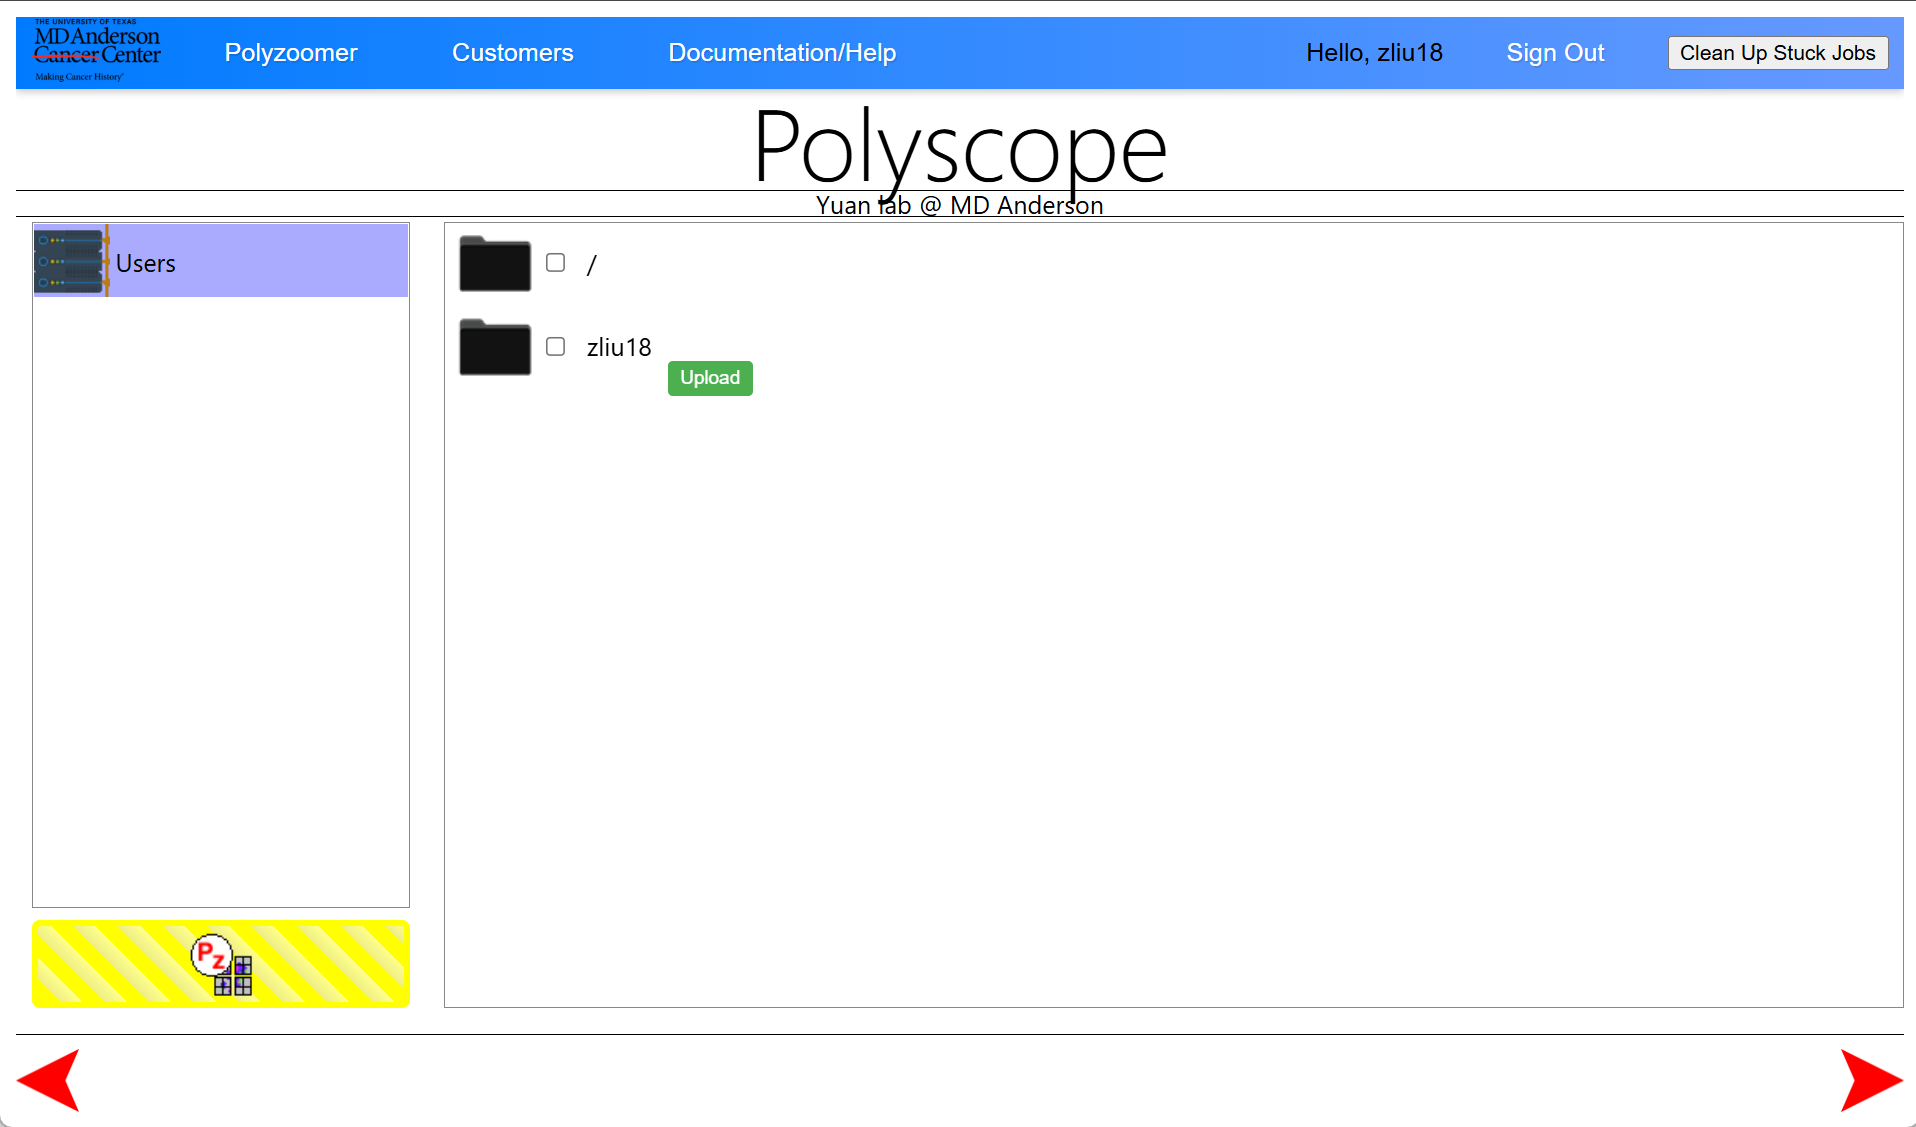 THE UNIVERSITY OF TEXAS
MD Anderson
Cancer Center
Making Cancer History®
Polyzoomer
Customers
Documentation/Help
Hello, zliu18
Sign Out
Clean Up Stuck Jobs
Polyscope
Yuan lab @ MD Anderson
Users
/
zliu18
Upload
Pz